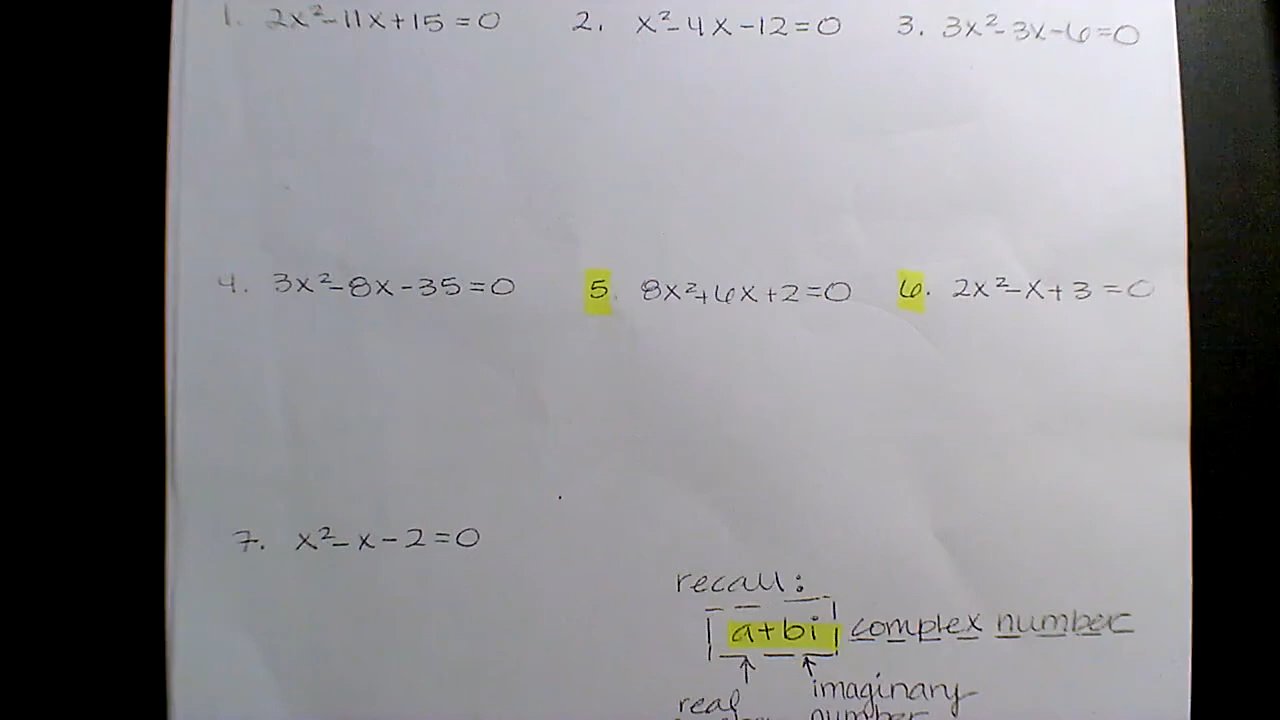 1. 2x²-11x+15=0
2. x²-4x-12=0
3. 3x²-3x-6=0
4. 3x²-8x-35=0
5. 8x²+6x+2=0
6. 2x²-x+3=0
7. x²-x-2=0
recall:
a+bi complex number
real
imaginary
number